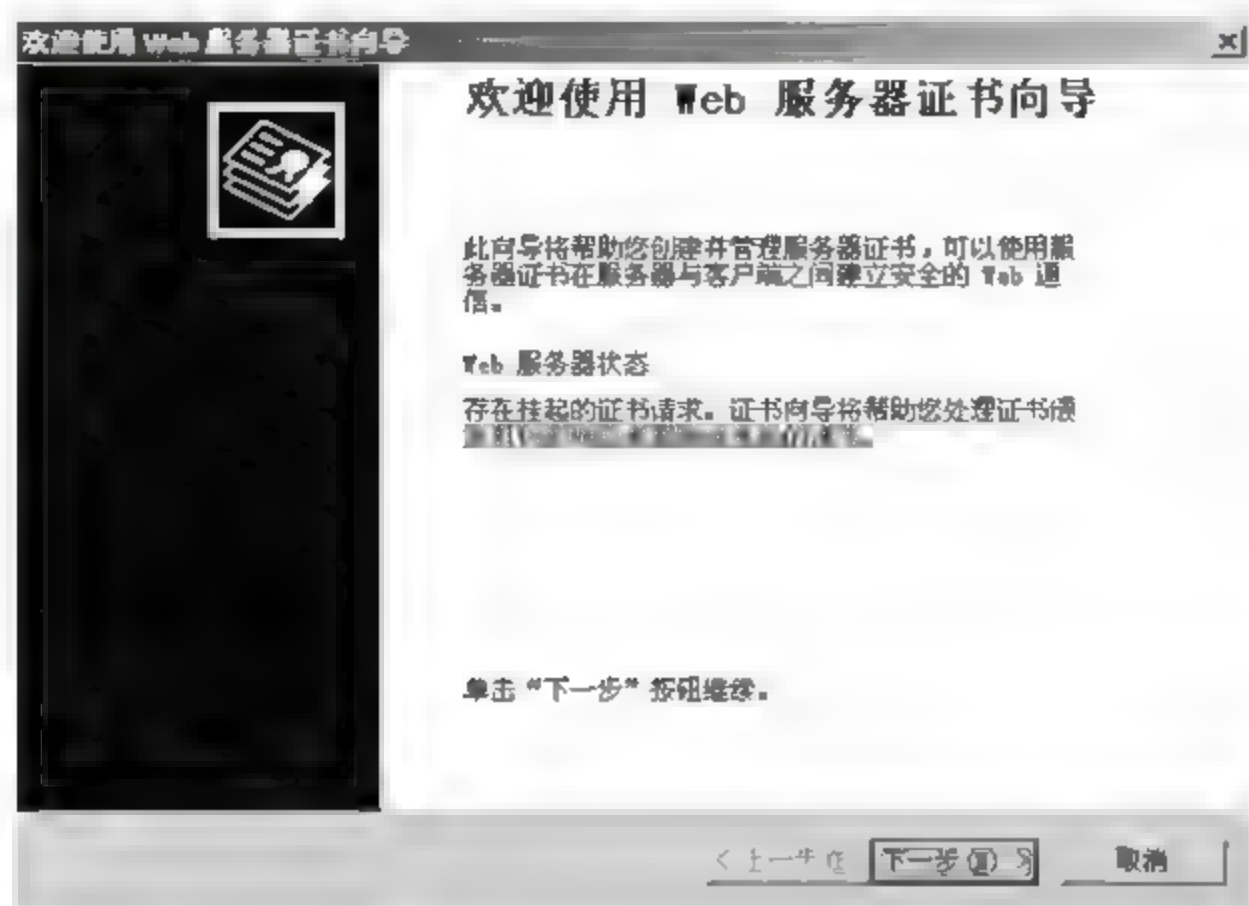 欢迎使用 Web 服务器证书向导
欢迎使用 Web 服务器证书向导
此向导将帮助您创建并管理服务器证书，可以使用服
务器证书在服务器与客户端之间建立安全的 Web 通
信。
Web 服务器状态
存在挂起的证书请求。证书向导将帮助您处理证书
单击“下一步”按钮继续。
< 上一步
下一步(N) >
取消